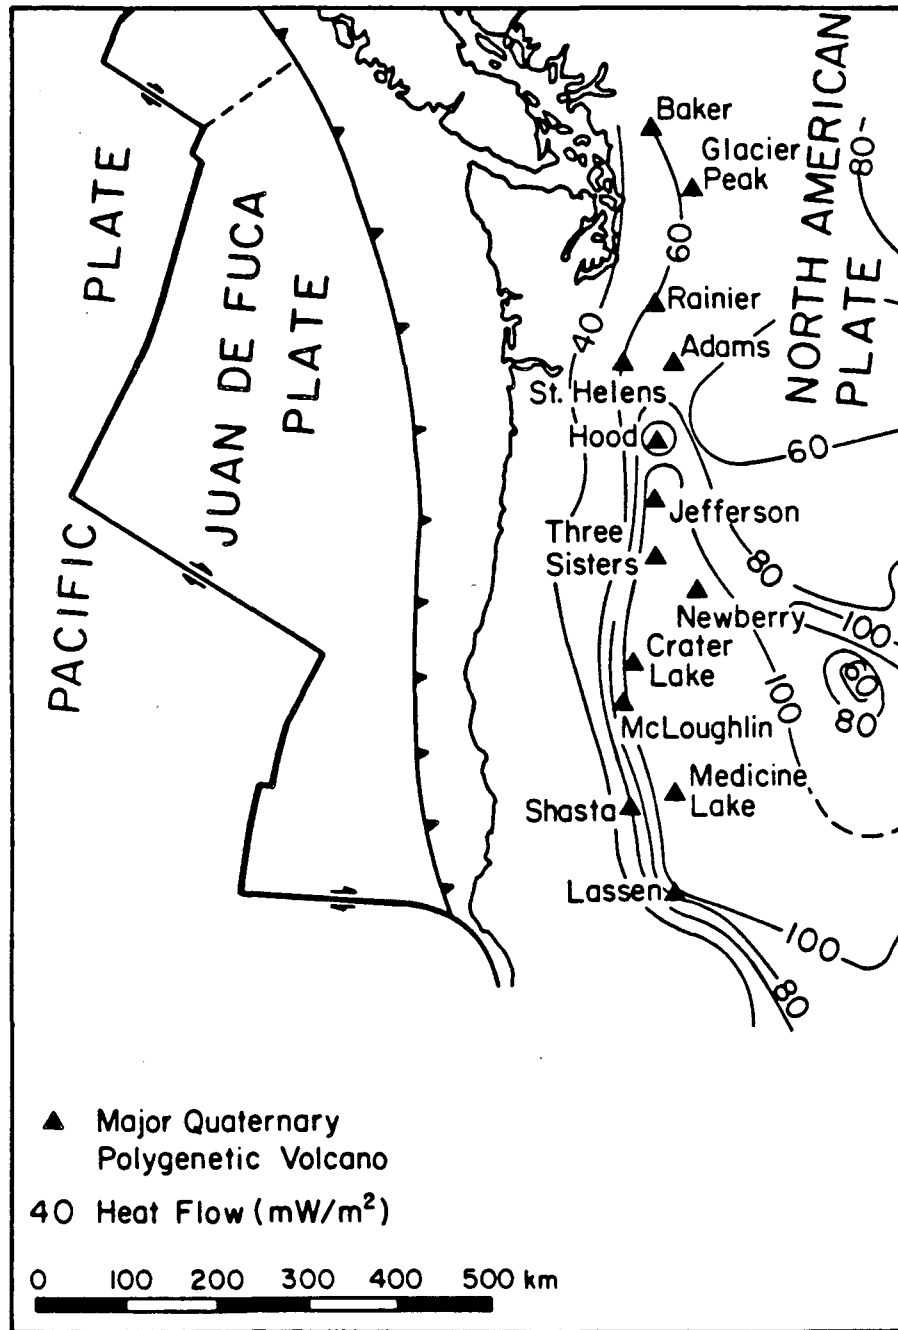 PACIFIC
PLATE
JUAN DE FUCA
PLATE
NORTH AMERICAN
PLATE
Baker
Glacier
Peak
80
60
40
Rainier
Adams
St. Helens
Hood
60
Jefferson
Three
Sisters
80
Newberry
100
Crater
Lake
60
100
80
McLoughlin
Medicine
Lake
Shasta
Lassen
100
80
Major Quaternary
Polygenetic Volcano
40 Heat Flow (mW/m²)
0 100 200 300 400 500 km